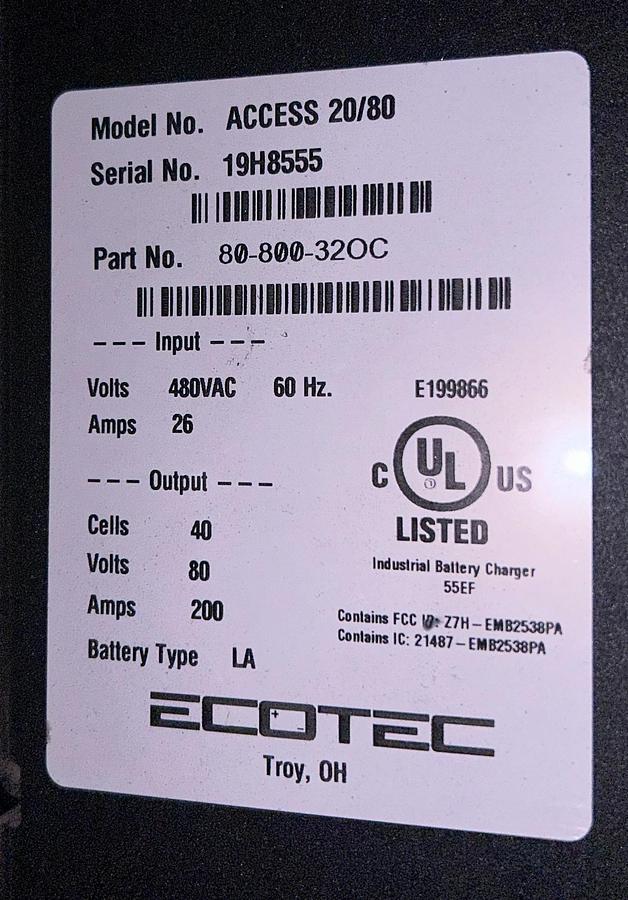 Model No. ACCESS 20/80
Serial No. 19H8555
Part No. 80-800-32OC
--- Input ---
Volts 480VAC 60 Hz. E199866
Amps 26
C UL US
LISTED
--- Output ---
Cells 40
Volts 80
Amps 200
Battery Type LA
Industrial Battery Charger
55EF
Contains FCC ID: Z7H-EMB2538PA
Contains IC: 21487-EMB2538PA
ECOTEC
Troy, OH